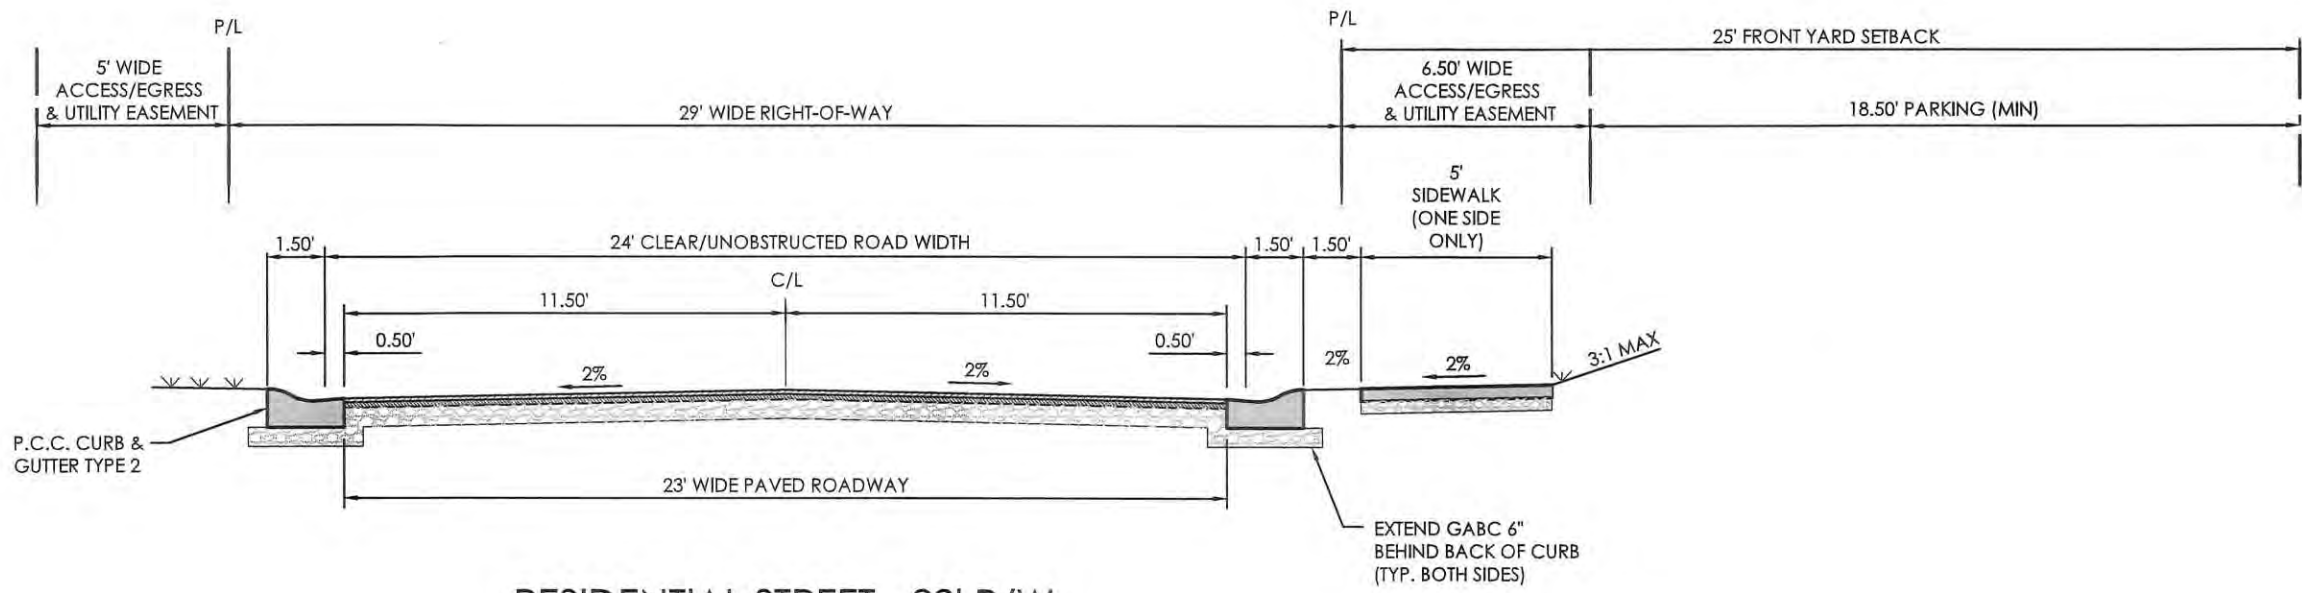 P/L
P/L
25' FRONT YARD SETBACK
5' WIDE
ACCESS/EGRESS
& UTILITY EASEMENT
29' WIDE RIGHT-OF-WAY
6.50' WIDE
ACCESS/EGRESS
& UTILITY EASEMENT
18.50' PARKING (MIN)
5'
SIDEWALK
(ONE SIDE
ONLY)
1.50'
24' CLEAR/UNOBSTRUCTED ROAD WIDTH
1.50'
1.50'
C/L
11.50'
11.50'
0.50'
0.50'
2%
2%
2%
2%
3:1 MAX
P.C.C. CURB &
GUTTER TYPE 2
23' WIDE PAVED ROADWAY
EXTEND GABC 6"
BEHIND BACK OF CURB
(TYP. BOTH SIDES)